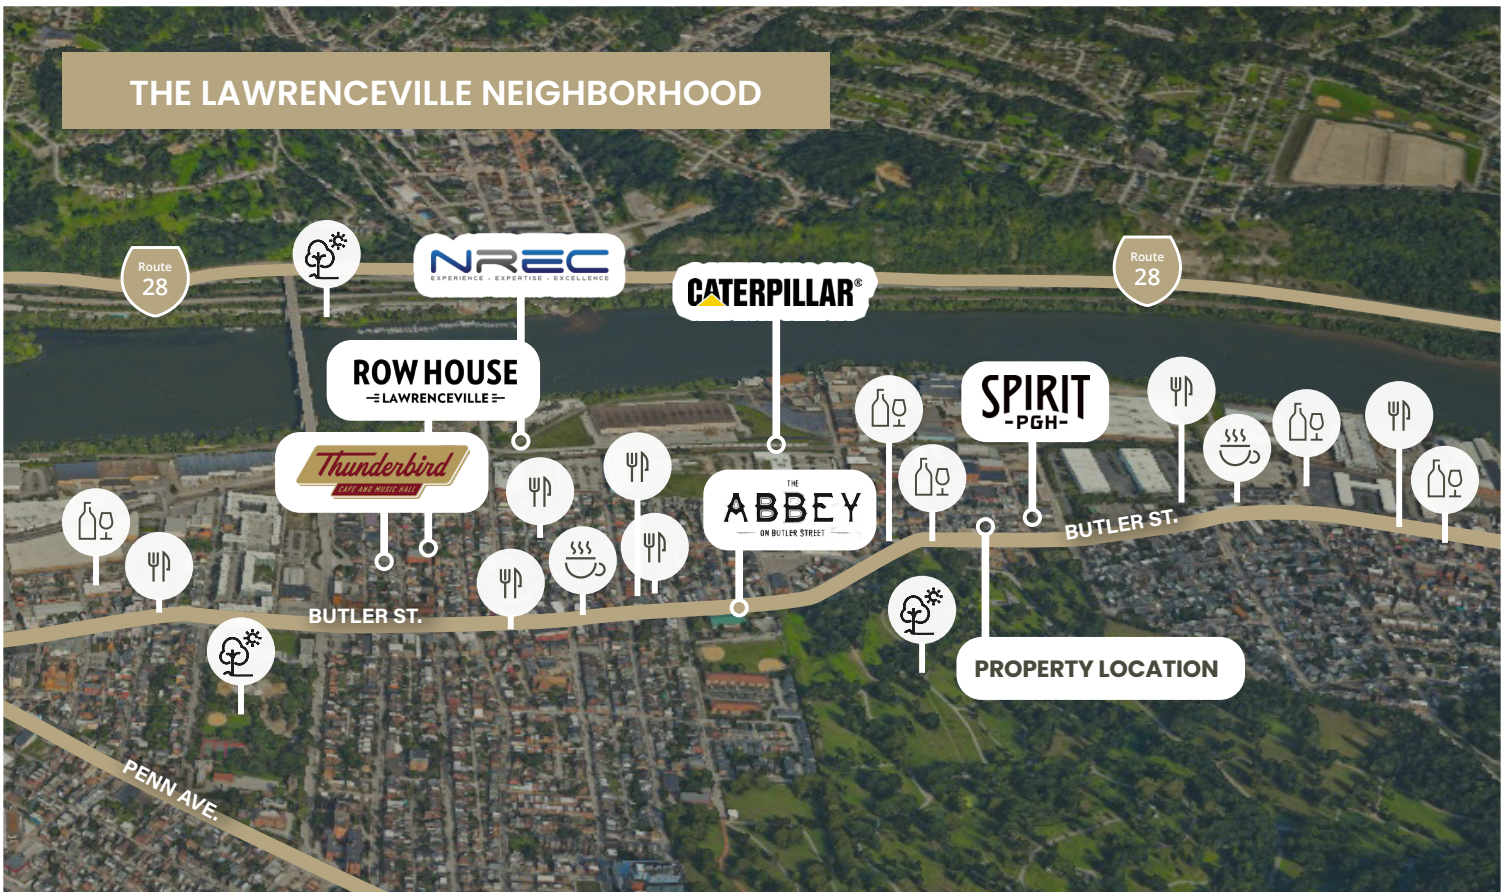 THE LAWRENCEVILLE NEIGHBORHOOD
Route
28
NREC
EXPERIENCE • EXPERTISE • EXCELLENCE
CATERPILLAR®
Route
28
ROW HOUSE
LAWRENCEVILLE
SPIRIT
-PGH-
Thunderbird
CAFE AND MUSIC HALL
THE
ABBEY
ON BUTLER STREET
BUTLER ST.
BUTLER ST.
PROPERTY LOCATION
PENN AVE.